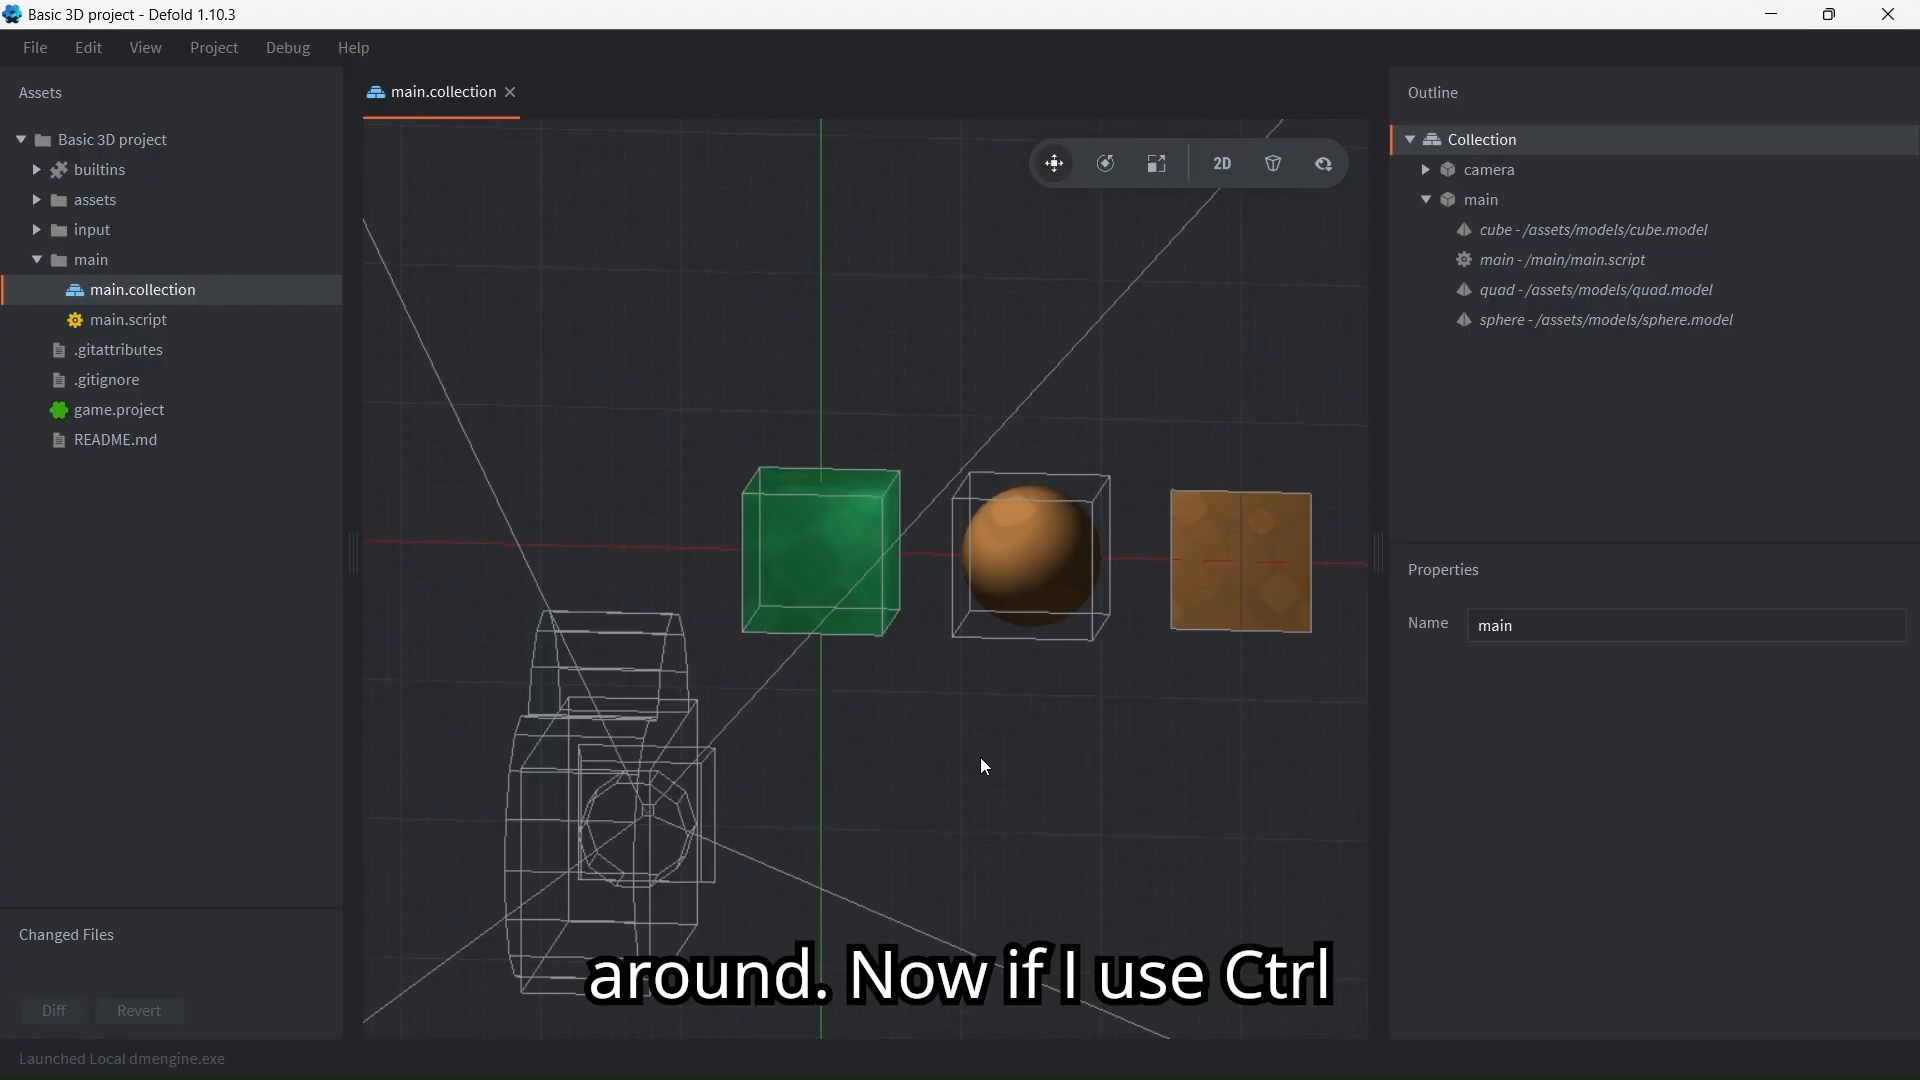 Basic 3D project - Defold 1.10.3
File Edit View Project Debug Help
Assets
Basic 3D project
builtins
assets
input
main
main.collection
main.script
.gitattributes
.gitignore
game.project
README.md
Changed Files
Diff Revert
Launched Local dmengine.exe
main.collection
2D
around. Now if I use Ctrl
Outline
Collection
camera
main
cube - /assets/models/cube.model
main - /main/main.script
quad - /assets/models/quad.model
sphere - /assets/models/sphere.model
Properties
Name main